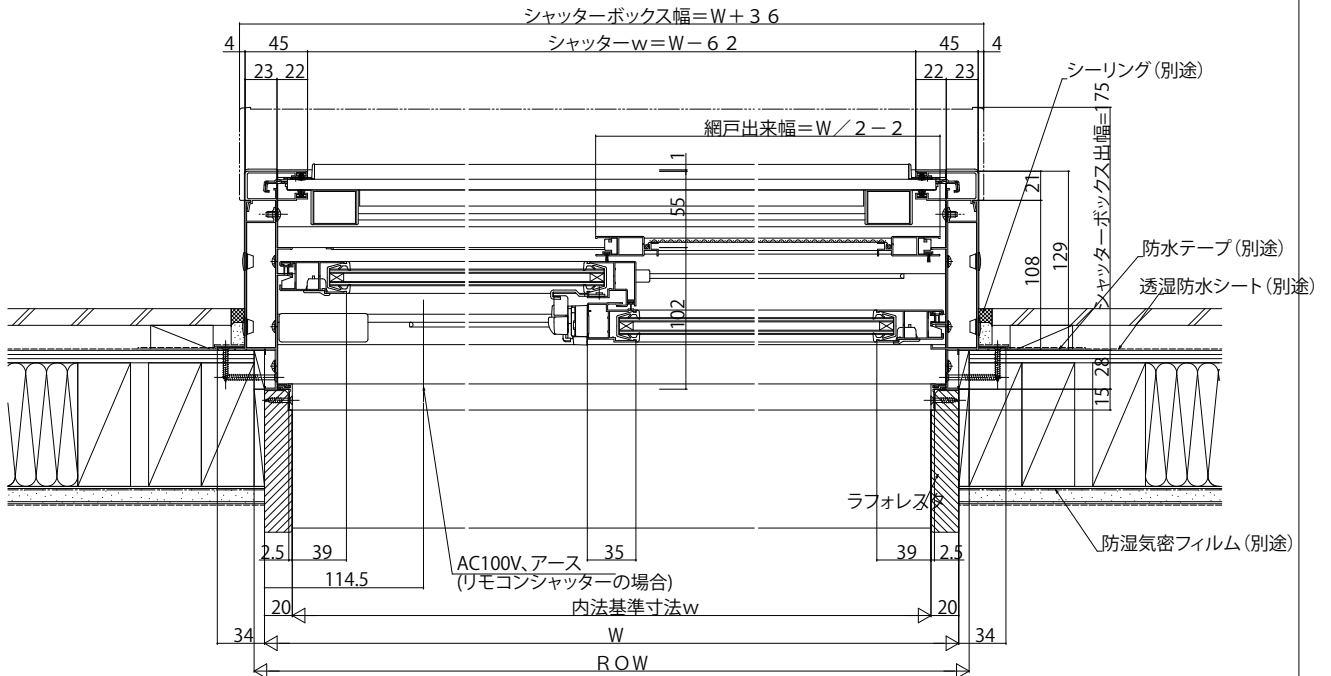 シャッターボックス幅=W+36
4 45 シャッターw=W-62 45 4
23 22 22 23
シーリング(別途)
網戸出来幅=W/2-2
シャッターボックス出幅=175
1
21
55
129
防水テープ(別途)
108
透湿防水シート(別途)
102
28
15
ラフォレスタ
防湿気密フィルム(別途)
2.5 39 35 39 2.5
AC100V、アース
114.5 (リモコンシャッターの場合)
20 内法基準寸法w 20
34 W 34
ROW